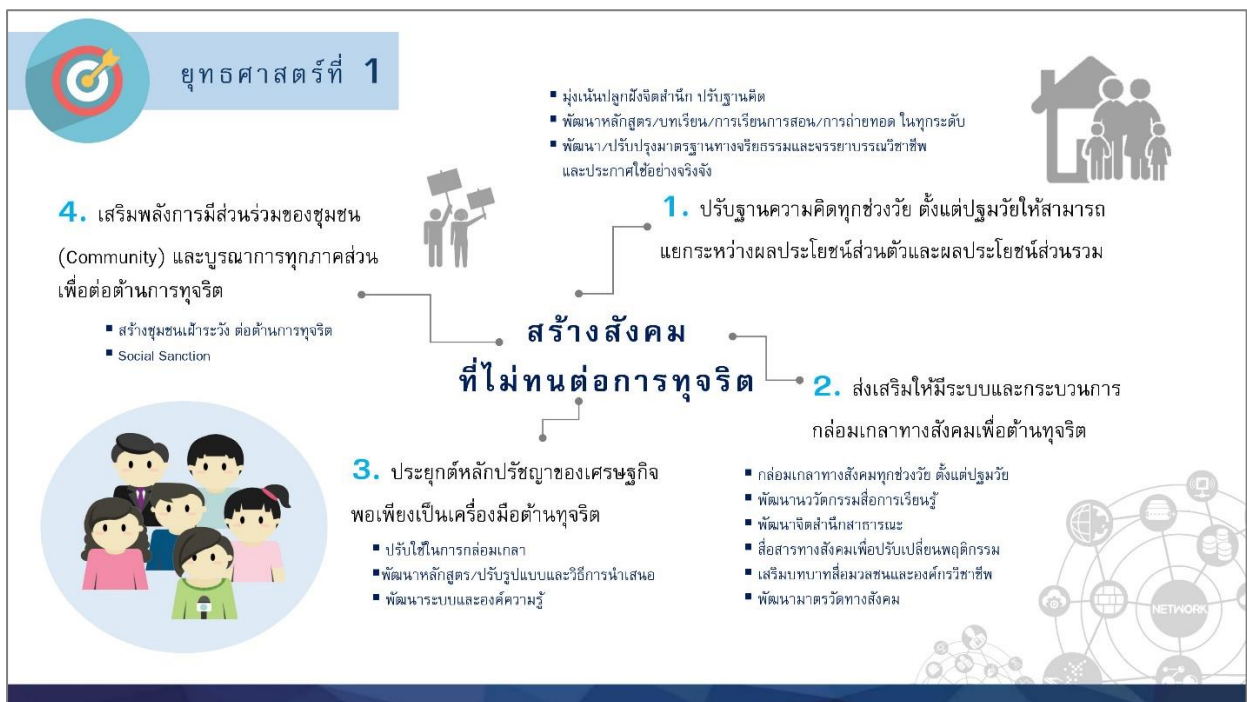 ยุทธศาสตร์ที่ 1
▪ มุ่งเน้นปลูกฝังจิตสำนึก ปรับฐานคิด
▪ พัฒนาหลักสูตร/บทเรียน/การเรียนการสอน/การถ่ายทอด ในทุกระดับ
▪ พัฒนา/ปรับปรุงมาตรฐานทางจริยธรรมและจรรยาบรรณวิชาชีพ
และประกาศใช้อย่างจริงจัง
1. ปรับฐานความคิดทุกช่วงวัย ตั้งแต่ปฐมวัยให้สามารถ
แยกระหว่างผลประโยชน์ส่วนตัวและผลประโยชน์ส่วนรวม
4. เสริมพลังการมีส่วนร่วมของชุมชน
(Community) และบูรณาการทุกภาคส่วน
เพื่อต่อต้านการทุจริต
▪ สร้างชุมชนเฝ้าระวัง ต่อต้านการทุจริต
▪ Social Sanction
สร้างสังคม
ที่ไม่ทนต่อการทุจริต
2. ส่งเสริมให้มีระบบและกระบวนการ
กล่อมเกลาทางสังคมเพื่อต้านทุจริต
▪ กล่อมเกลาทางสังคมทุกช่วงวัย ตั้งแต่ปฐมวัย
▪ พัฒนานวัตกรรมสื่อการเรียนรู้
▪ พัฒนาจิตสำนึกสาธารณะ
▪ สื่อสารทางสังคมเพื่อปรับเปลี่ยนพฤติกรรม
▪ เสริมบทบาทสื่อมวลชนและองค์กรวิชาชีพ
▪ พัฒนามาตรวัดทางสังคม
3. ประยุกต์หลักปรัชญาของเศรษฐกิจ
พอเพียงเป็นเครื่องมือต้านทุจริต
▪ ปรับใช้ในการกล่อมเกลา
▪พัฒนาหลักสูตร/ปรับรูปแบบและวิธีการนำเสนอ
▪ พัฒนาระบบและองค์ความรู้
NETWORK